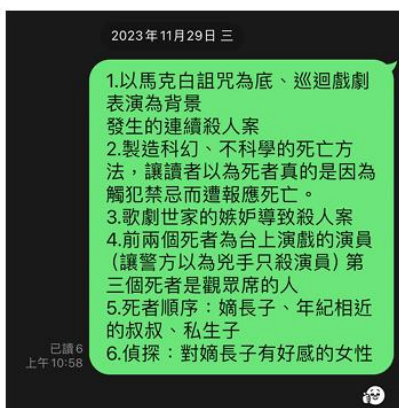 2023年11月29日 三
1.以馬克白詛咒為底、巡迴戲劇
表演為背景
發生的連續殺人案
2.製造科幻、不科學的死亡方
法，讓讀者以為死者真的是因為
觸犯禁忌而遭報應死亡。
3.歌劇世家的嫉妒導致殺人案
4.前兩個死者為台上演戲的演員
（讓警方以為兇手只殺演員）第
三個死者是觀眾席的人
5.死者順序：嫡長子、年紀相近
的叔叔、私生子
6.偵探：對嫡長子有好感的女性
已讀6
上午10:58